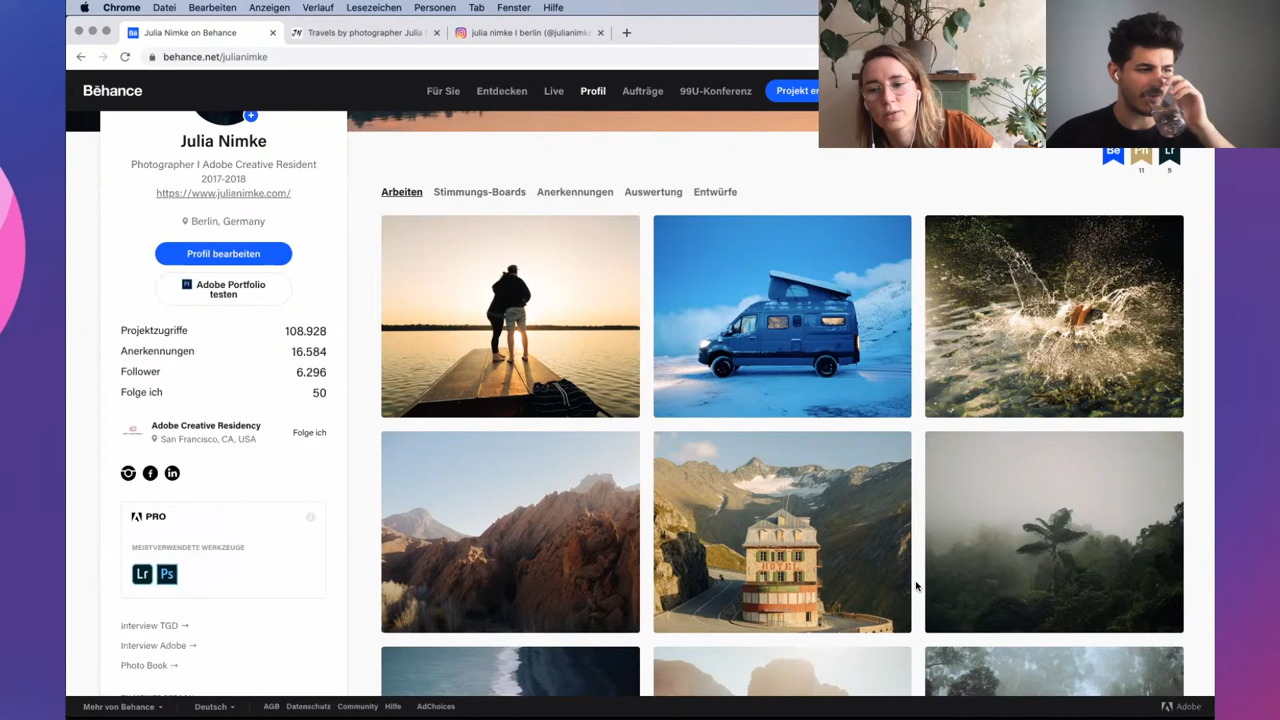 Chrome Datei Bearbeiten Anzeigen Verlauf Lesezeichen Personen Tab Fenster Hilfe
Julia Nimke on Behance
Travels by photographer Julia
julia nimke I berlin (@julianimke
behance.net/julianimke
Bēhance
Für Sie Entdecken Live Profil Aufträge 99U-Konferenz Projekt er
Bē Ph Lr
11 5
Julia Nimke
Photographer I Adobe Creative Resident
2017-2018
https://www.julianimke.com/
Berlin, Germany
Profil bearbeiten
Adobe Portfolio
testen
Projektzugriffe 108.928
Anerkennungen 16.584
Follower 6.296
Folge ich 50
Adobe Creative Residency
San Francisco, CA, USA
Folge ich
PRO
MEISTVERWENDETE WERKZEUGE
Lr Ps
interview TGD →
Interview Adobe →
Photo Book →
Arbeiten Stimmungs-Boards Anerkennungen Auswertung Entwürfe
HOTEL
Mehr von Behance Deutsch AGB Datenschutz Community Hilfe AdChoices
Adobe